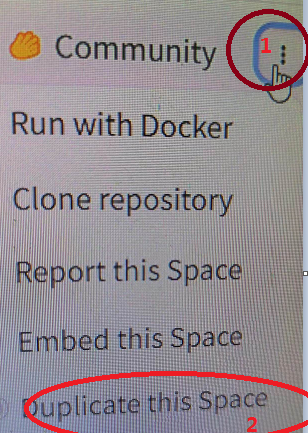 Community 1
Run with Docker
Clone repository
Report this Space
Embed this Space
Duplicate this Space
2